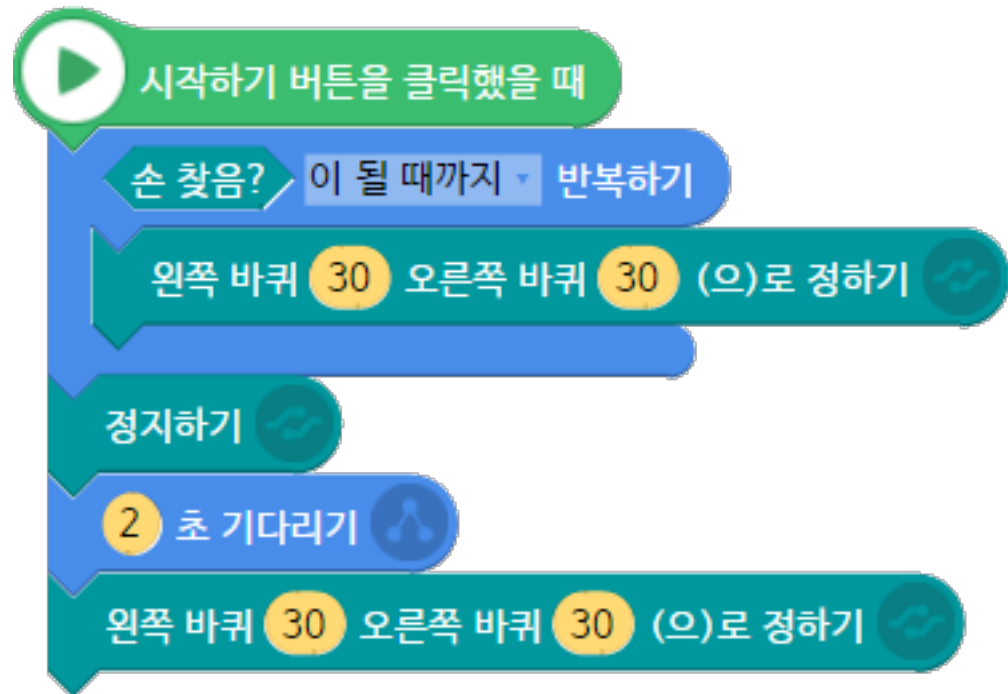 시작하기 버튼을 클릭했을 때
손 찾음? 이 될 때까지 반복하기
왼쪽 바퀴 30 오른쪽 바퀴 30 (으)로 정하기
정지하기
2 초 기다리기
왼쪽 바퀴 30 오른쪽 바퀴 30 (으)로 정하기